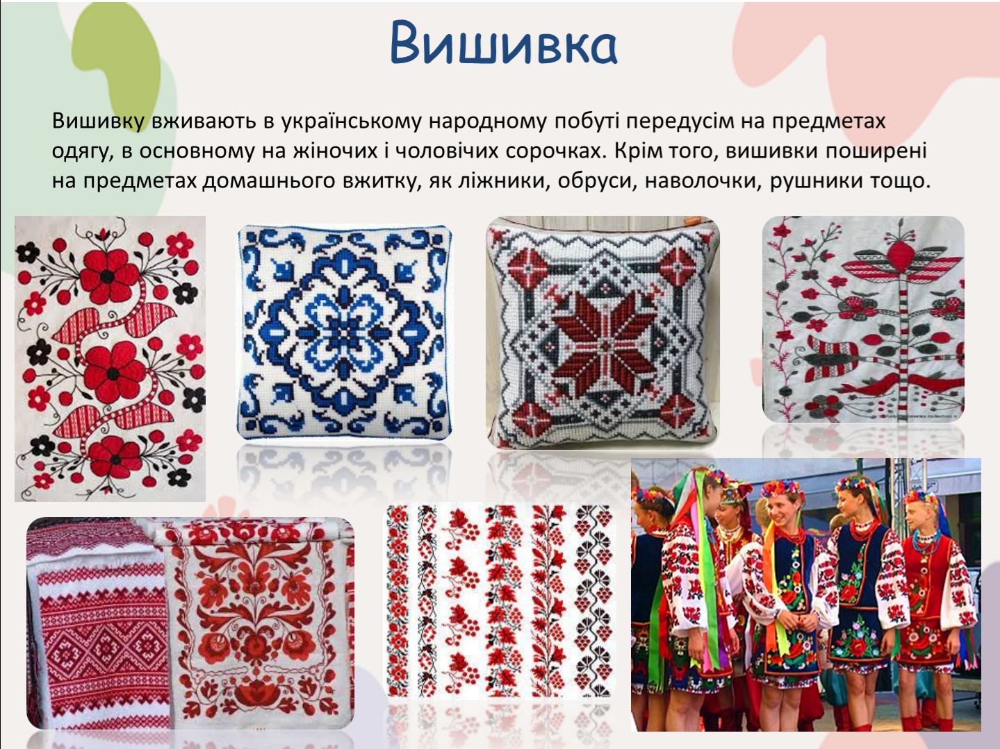 Вишивка
Вишивку вживають в українському народному побуті передусім на предметах
одягу, в основному на жіночих і чоловічих сорочках. Крім того, вишивки поширені
на предметах домашнього вжитку, як ліжники, обруси, наволочки, рушники тощо.